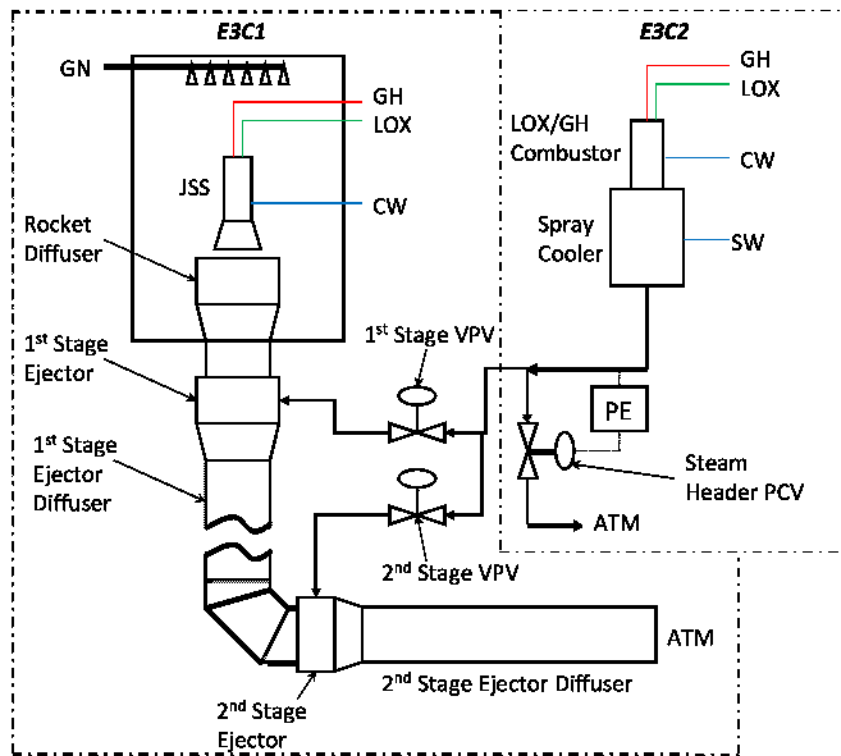 E3C1
E3C2
GN
GH
LOX
GH
LOX
LOX/GH
Combustor
JSS
CW
CW
Rocket
Diffuser
Spray
Cooler
SW
1st Stage
Ejector
1st Stage VPV
PE
1st Stage
Ejector
Diffuser
Steam
Header PCV
ATM
2nd Stage VPV
ATM
2nd Stage Ejector Diffuser
2nd Stage
Ejector